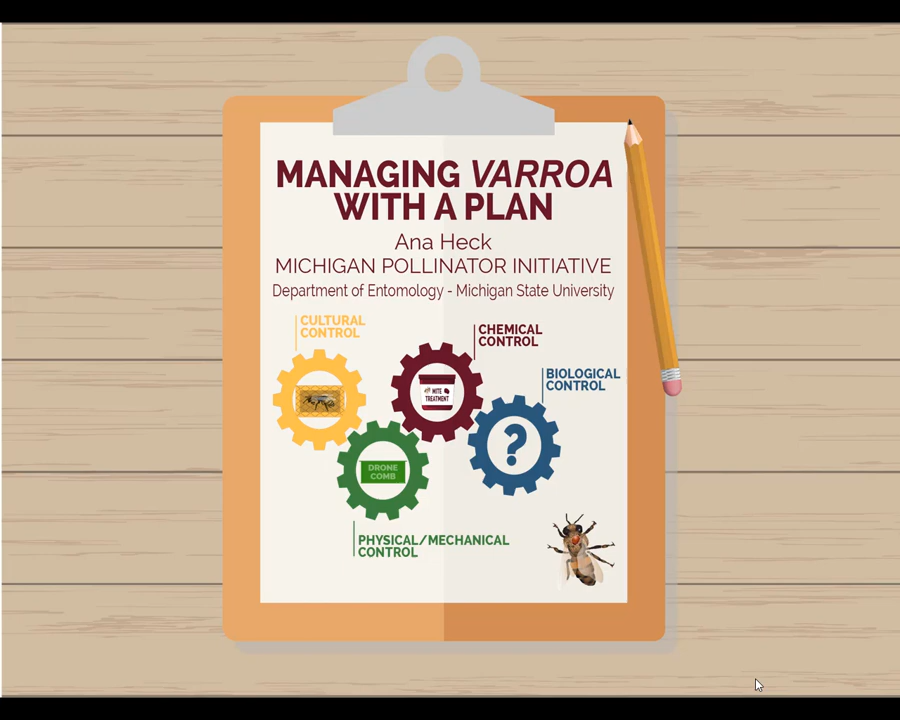 MANAGING VARROA
WITH A PLAN
Ana Heck
MICHIGAN POLLINATOR INITIATIVE
Department of Entomology - Michigan State University
CULTURAL
CONTROL
CHEMICAL
CONTROL
BIOLOGICAL
CONTROL
MITE
TREATMENT
?
DRONE
COMB
PHYSICAL/MECHANICAL
CONTROL